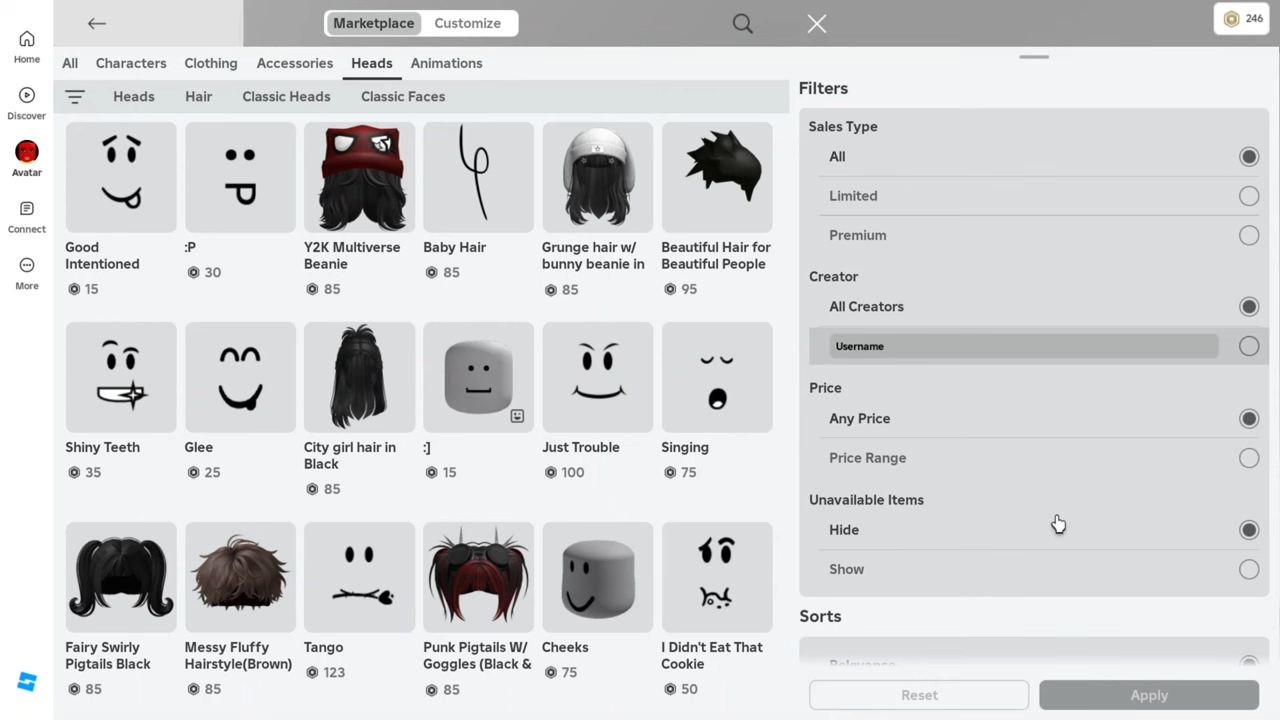 Marketplace
Customize
246
Home
Discover
Avatar
Connect
More
All
Characters
Clothing
Accessories
Heads
Animations
Heads
Hair
Classic Heads
Classic Faces
Good
Intentioned
15
:P
30
Y2K Multiverse
Beanie
85
Baby Hair
85
Grunge hair w/
bunny beanie in
85
Beautiful Hair for
Beautiful People
95
Shiny Teeth
35
Glee
25
City girl hair in
Black
85
:]
15
Just Trouble
100
Singing
75
Fairy Swirly
Pigtails Black
85
Messy Fluffy
Hairstyle(Brown)
85
Tango
123
Punk Pigtails W/
Goggles (Black &
85
Cheeks
75
I Didn't Eat That
Cookie
50
Filters
Sales Type
All
Limited
Premium
Creator
All Creators
Username
Price
Any Price
Price Range
Unavailable Items
Hide
Show
Sorts
Relevance
Reset
Apply